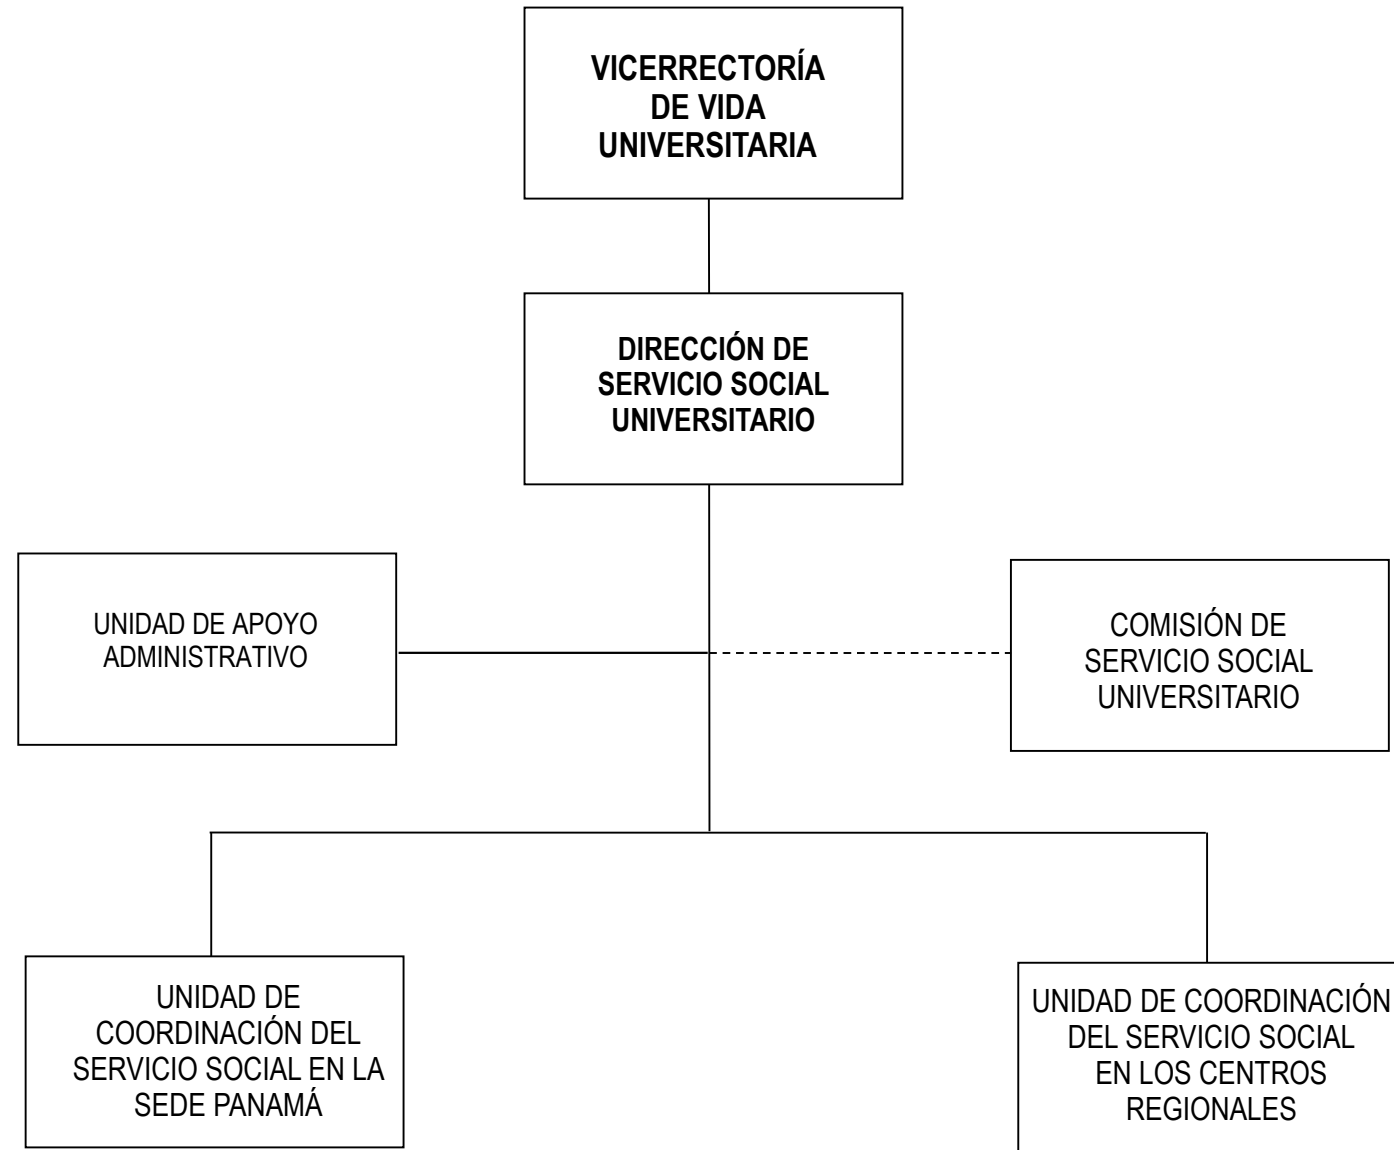 VICERRECTORÍA
DE VIDA
UNIVERSITARIA
DIRECCIÓN DE
SERVICIO SOCIAL
UNIVERSITARIO
UNIDAD DE APOYO
ADMINISTRATIVO
COMISIÓN DE
SERVICIO SOCIAL
UNIVERSITARIO
UNIDAD DE
COORDINACIÓN DEL
SERVICIO SOCIAL EN LA
SEDE PANAMÁ
UNIDAD DE COORDINACIÓN
DEL SERVICIO SOCIAL
EN LOS CENTROS
REGIONALES